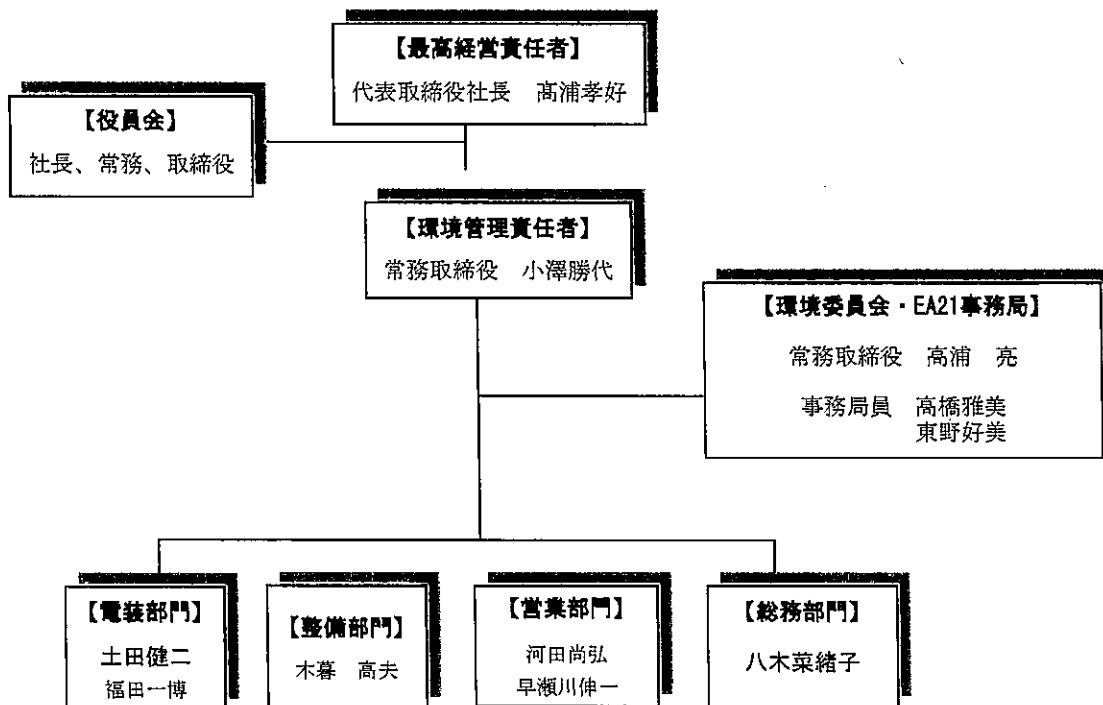 【最高経営責任者】
代表取締役社長　髙浦孝好
【役員会】
社長、常務、取締役
【環境管理責任者】
常務取締役　小澤勝代
【環境委員会・EA21事務局】
常務取締役　高浦　亮
事務局員　高橋雅美
東野好美
【電装部門】
土田健二
福田一博
【整備部門】
木暮　高夫
【営業部門】
河田尚弘
早瀬川伸一
【総務部門】
八木菜緒子